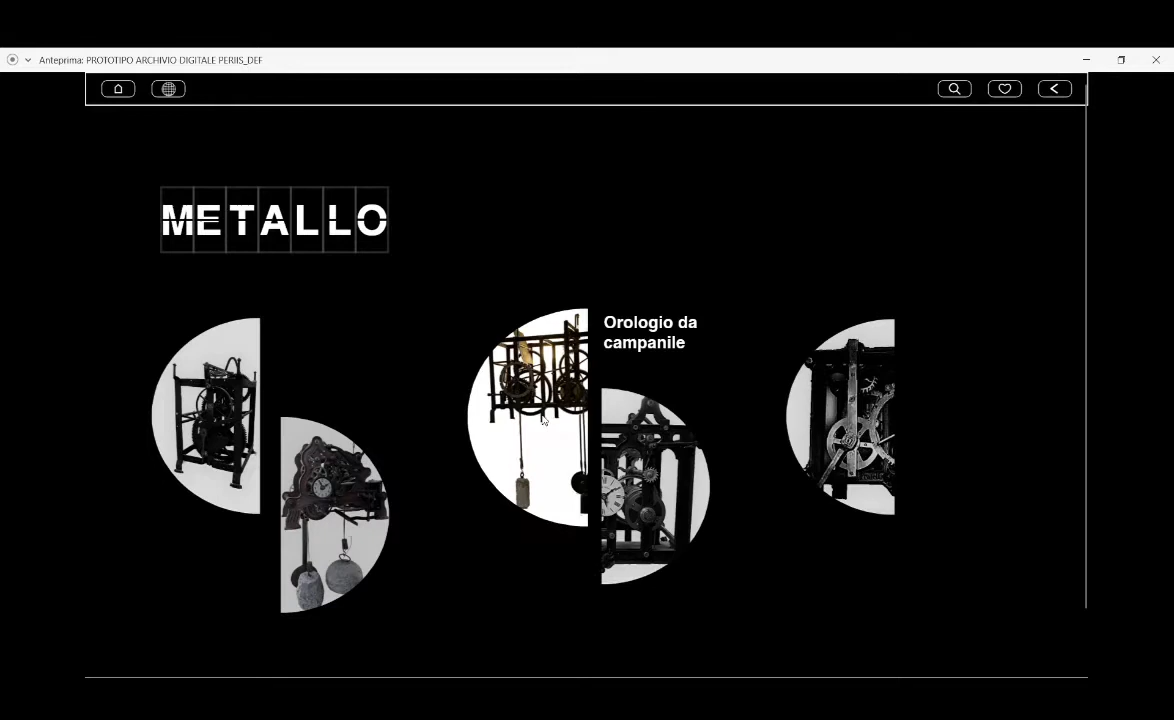 Anteprima: PROTOTIPO ARCHIVIO DIGITALE PERIIS_DEF
METALLO
Orologio da
campanile